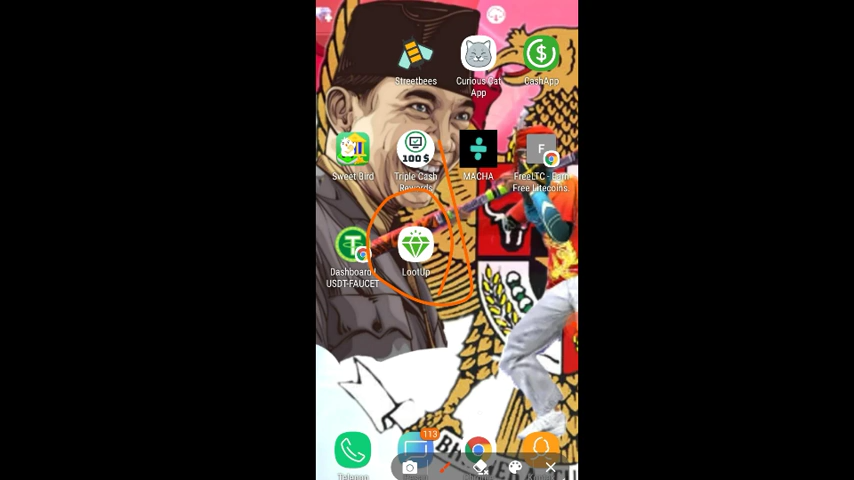 Streetbees
Curious Cat
App
CashApp
$
100 $
F
Sweet Bird
Triple Cash
Rewards
MACHA
FreeLTC - Earn
Free Litecoins.
T
Dashboard |
USDT-FAUCET
LootUp
113
Telepon